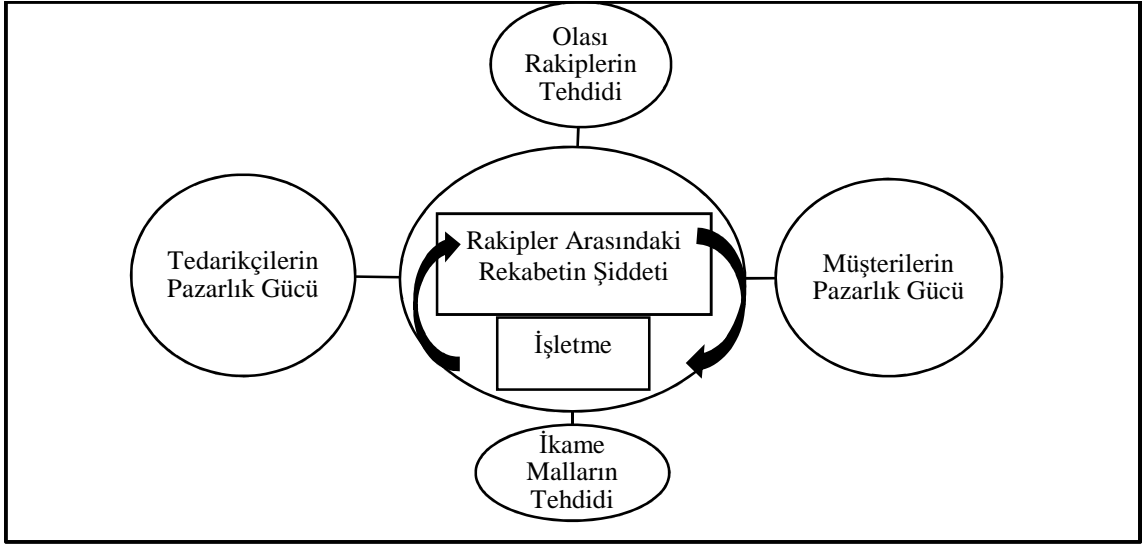 Olası
Rakiplerin
Tehdidi
Tedarikçilerin
Pazarlık Gücü
Rakipler Arasındaki
Rekabetin Şiddeti
İşletme
Müşterilerin
Pazarlık Gücü
İkame
Malların
Tehdidi